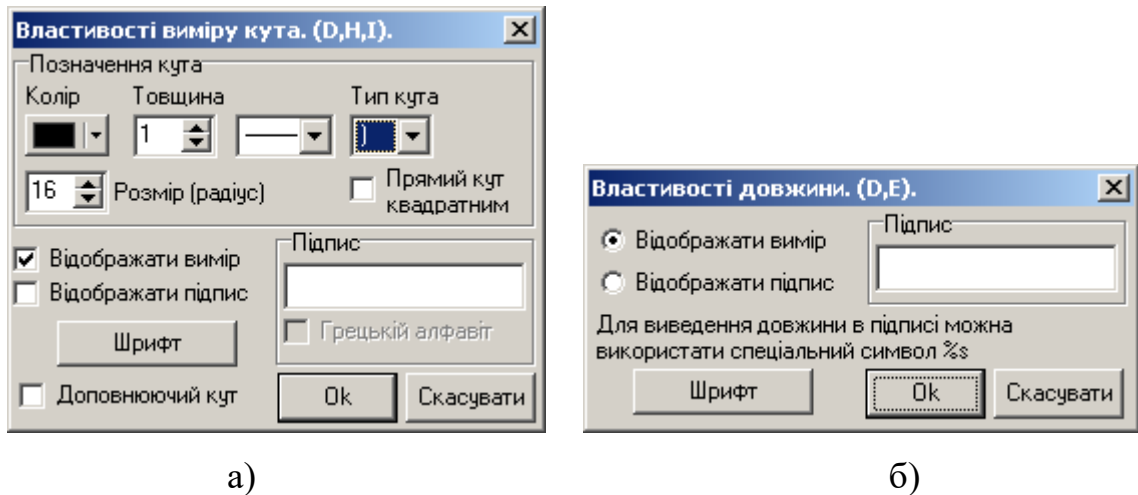 Властивості виміру кута. (D,H,I).
Позначення кута
Колір Товщина Тип кута
1 )
16 Розмір (радіус) Прямий кут
квадратним
Відображати вимір
Відображати підпис
Підпис
Грецькій алфавіт
Шрифт
Доповнюючий кут Ok Скасувати
а)
Властивості довжини. (D,E).
Відображати вимір
Відображати підпис
Підпис
Для виведення довжини в підписі можна
використати спеціальний символ %s
Шрифт Ok Скасувати
б)